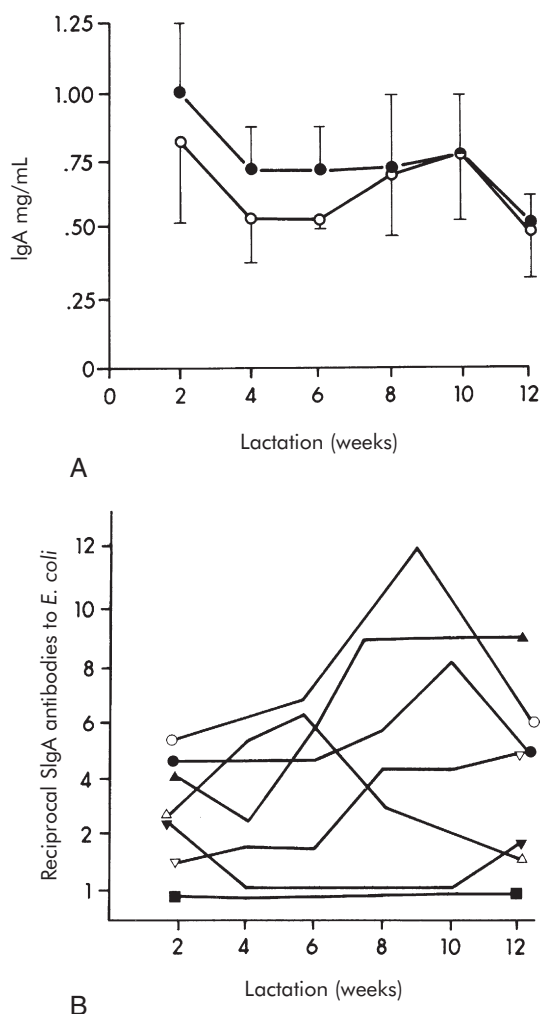 1.25
1.00
.75
.50
.25
0
IgA mg/mL
0 2 4 6 8 10 12
Lactation (weeks)
A
12
10
8
6
4
2
1
Reciprocal SIgA antibodies to E. coli
2 4 6 8 10 12
Lactation (weeks)
B